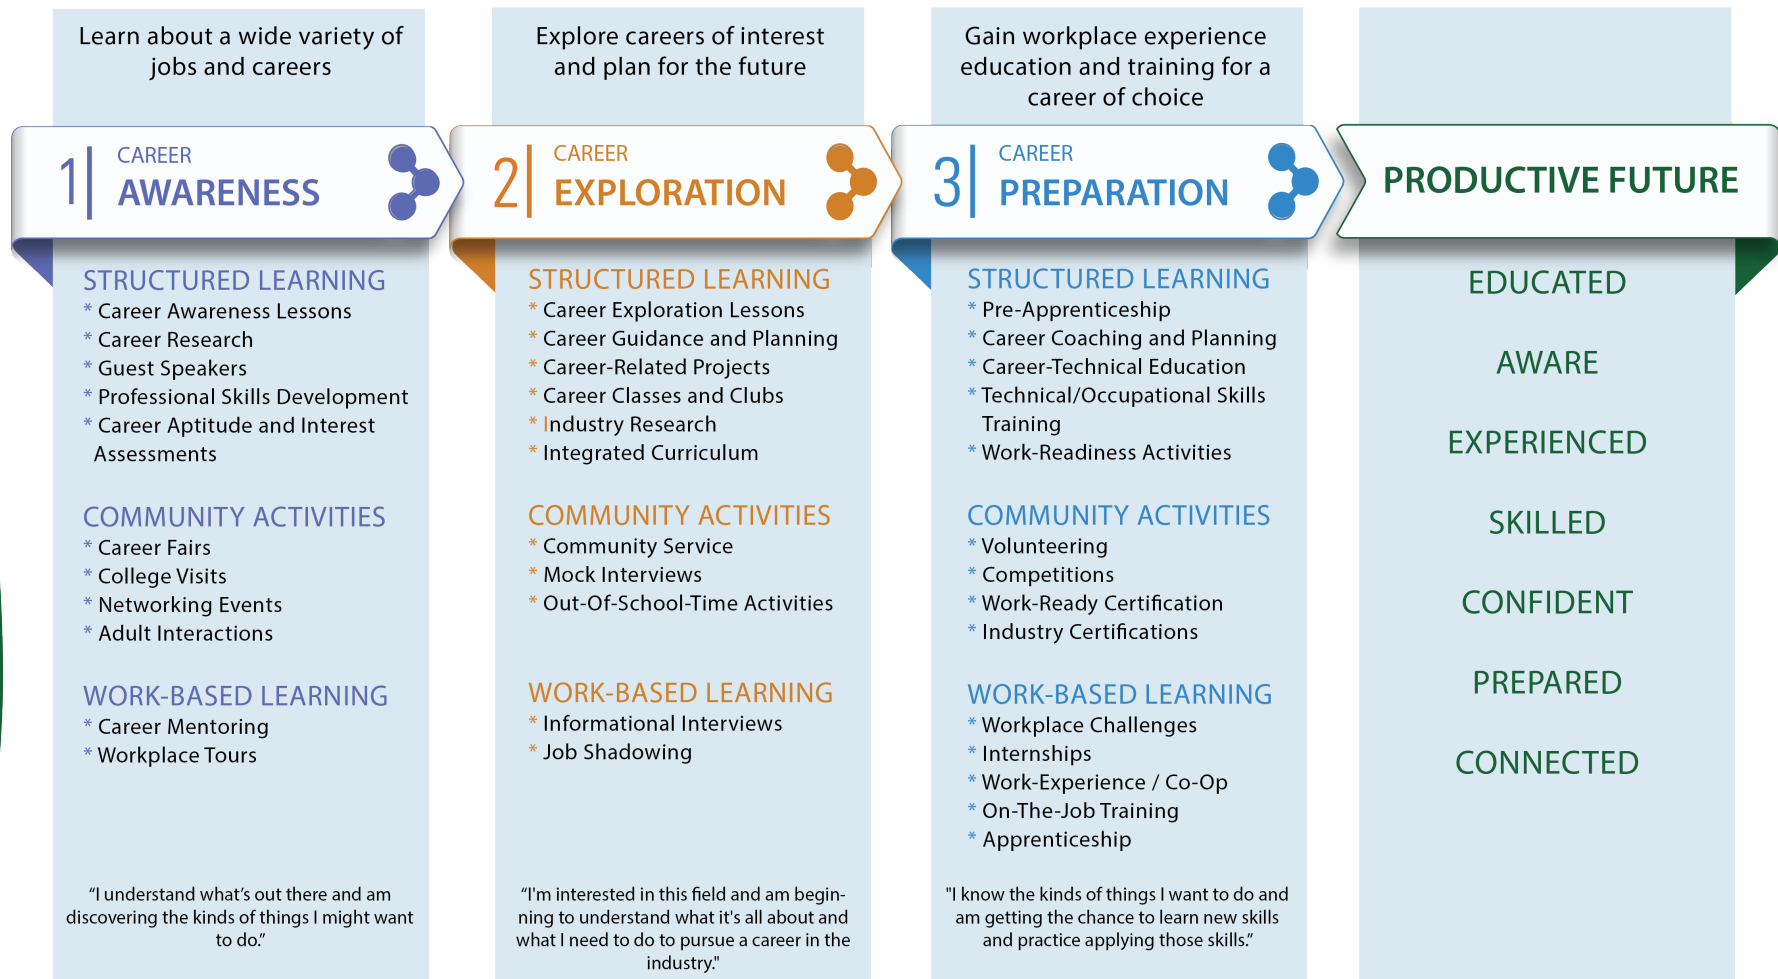 Learn about a wide variety of
jobs and careers
1
CAREER
AWARENESS
STRUCTURED LEARNING
* Career Awareness Lessons
* Career Research
* Guest Speakers
* Professional Skills Development
* Career Aptitude and Interest
Assessments
COMMUNITY ACTIVITIES
* Career Fairs
* College Visits
* Networking Events
* Adult Interactions
WORK-BASED LEARNING
* Career Mentoring
* Workplace Tours
“I understand what’s out there and am
discovering the kinds of things I might want
to do.”
Explore careers of interest
and plan for the future
2
CAREER
EXPLORATION
STRUCTURED LEARNING
* Career Exploration Lessons
* Career Guidance and Planning
* Career-Related Projects
* Career Classes and Clubs
* Industry Research
* Integrated Curriculum
COMMUNITY ACTIVITIES
* Community Service
* Mock Interviews
* Out-Of-School-Time Activities
WORK-BASED LEARNING
* Informational Interviews
* Job Shadowing
“I'm interested in this field and am begin-
ning to understand what it's all about and
what I need to do to pursue a career in the
industry."
Gain workplace experience
education and training for a
career of choice
3
CAREER
PREPARATION
STRUCTURED LEARNING
* Pre-Apprenticeship
* Career Coaching and Planning
* Career-Technical Education
* Technical/Occupational Skills
Training
* Work-Readiness Activities
COMMUNITY ACTIVITIES
* Volunteering
* Competitions
* Work-Ready Certification
* Industry Certifications
WORK-BASED LEARNING
* Workplace Challenges
* Internships
* Work-Experience / Co-Op
* On-The-Job Training
* Apprenticeship
"I know the kinds of things I want to do and
am getting the chance to learn new skills
and practice applying those skills.”
PRODUCTIVE FUTURE
EDUCATED
AWARE
EXPERIENCED
SKILLED
CONFIDENT
PREPARED
CONNECTED